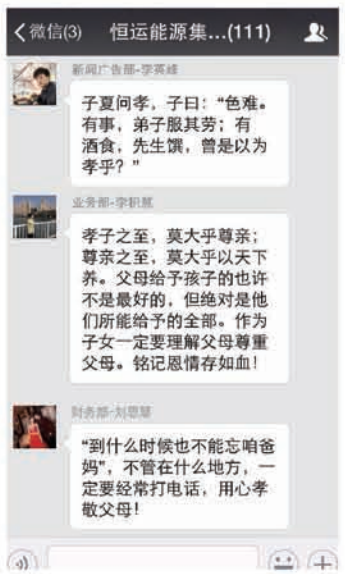 微信(3) 恒运能源集...(111)
新闻广告部-李英峰
子夏问孝，子曰：“色难。
有事，弟子服其劳；有
酒食，先生馔，曾是以为
孝乎？”
业务部-李积慧
孝子之至，莫大乎尊亲；
尊亲之至，莫大乎以天下
养。父母给予孩子的也许
不是最好的，但绝对是他
们所能给予的全部。作为
子女一定要理解父母尊重
父母。铭记恩情存如血！
财务部-刘恩慧
“到什么时候也不能忘咱爸
妈”，不管在什么地方，一
定要经常打电话，用心孝
敬父母！